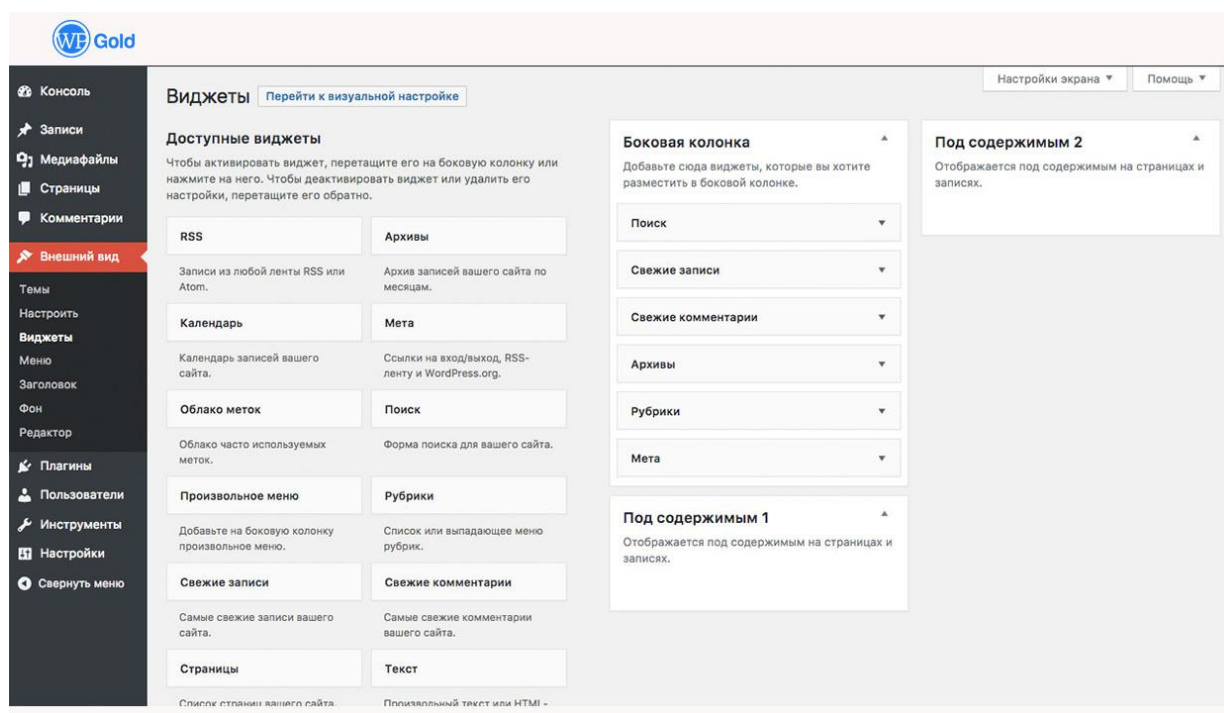 WP Gold
Настройки экрана ▼
Помощь ▼
Консоль
Записи
Медиафайлы
Страницы
Комментарии
Внешний вид
Темы
Настроить
Виджеты
Меню
Заголовок
Фон
Редактор
Плагины
Пользователи
Инструменты
Настройки
Свернуть меню
Виджеты
Перейти к визуальной настройке
Доступные виджеты
Чтобы активировать виджет, перетащите его на боковую колонку или
нажмите на него. Чтобы деактивировать виджет или удалить его
настройки, перетащите его обратно.
RSS
Записи из любой ленты RSS или
Atom.
Архивы
Архив записей вашего сайта по
месяцам.
Календарь
Календарь записей вашего
сайта.
Мета
Ссылки на вход/выход, RSS-
ленту и WordPress.org.
Облако меток
Облако часто используемых
меток.
Поиск
Форма поиска для вашего сайта.
Произвольное меню
Добавьте на боковую колонку
произвольное меню.
Рубрики
Список или выпадающее меню
рубрик.
Свежие записи
Самые свежие записи вашего
сайта.
Свежие комментарии
Самые свежие комментарии
вашего сайта.
Страницы
Список страниц вашего сайта.
Текст
Произвольный текст или HTML-
Боковая колонка
Добавьте сюда виджеты, которые вы хотите
разместить в боковой колонке.
Поиск
Свежие записи
Свежие комментарии
Архивы
Рубрики
Мета
Под содержимым 1
Отображается под содержимым на страницах и
записях.
Под содержимым 2
Отображается под содержимым на страницах и
записях.